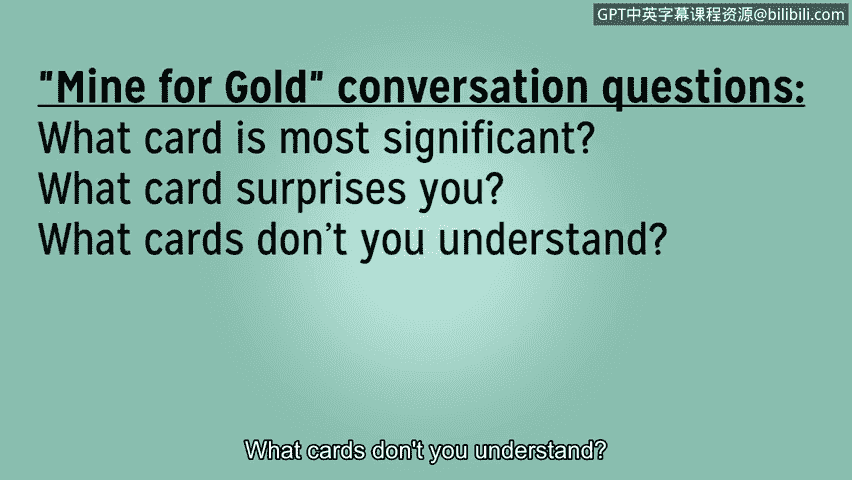 GPT中英字幕课程资源@bilibili.com
"Mine for Gold" conversation questions:
What card is most significant?
What card surprises you?
What cards don't you understand?
What cards don't you understand?